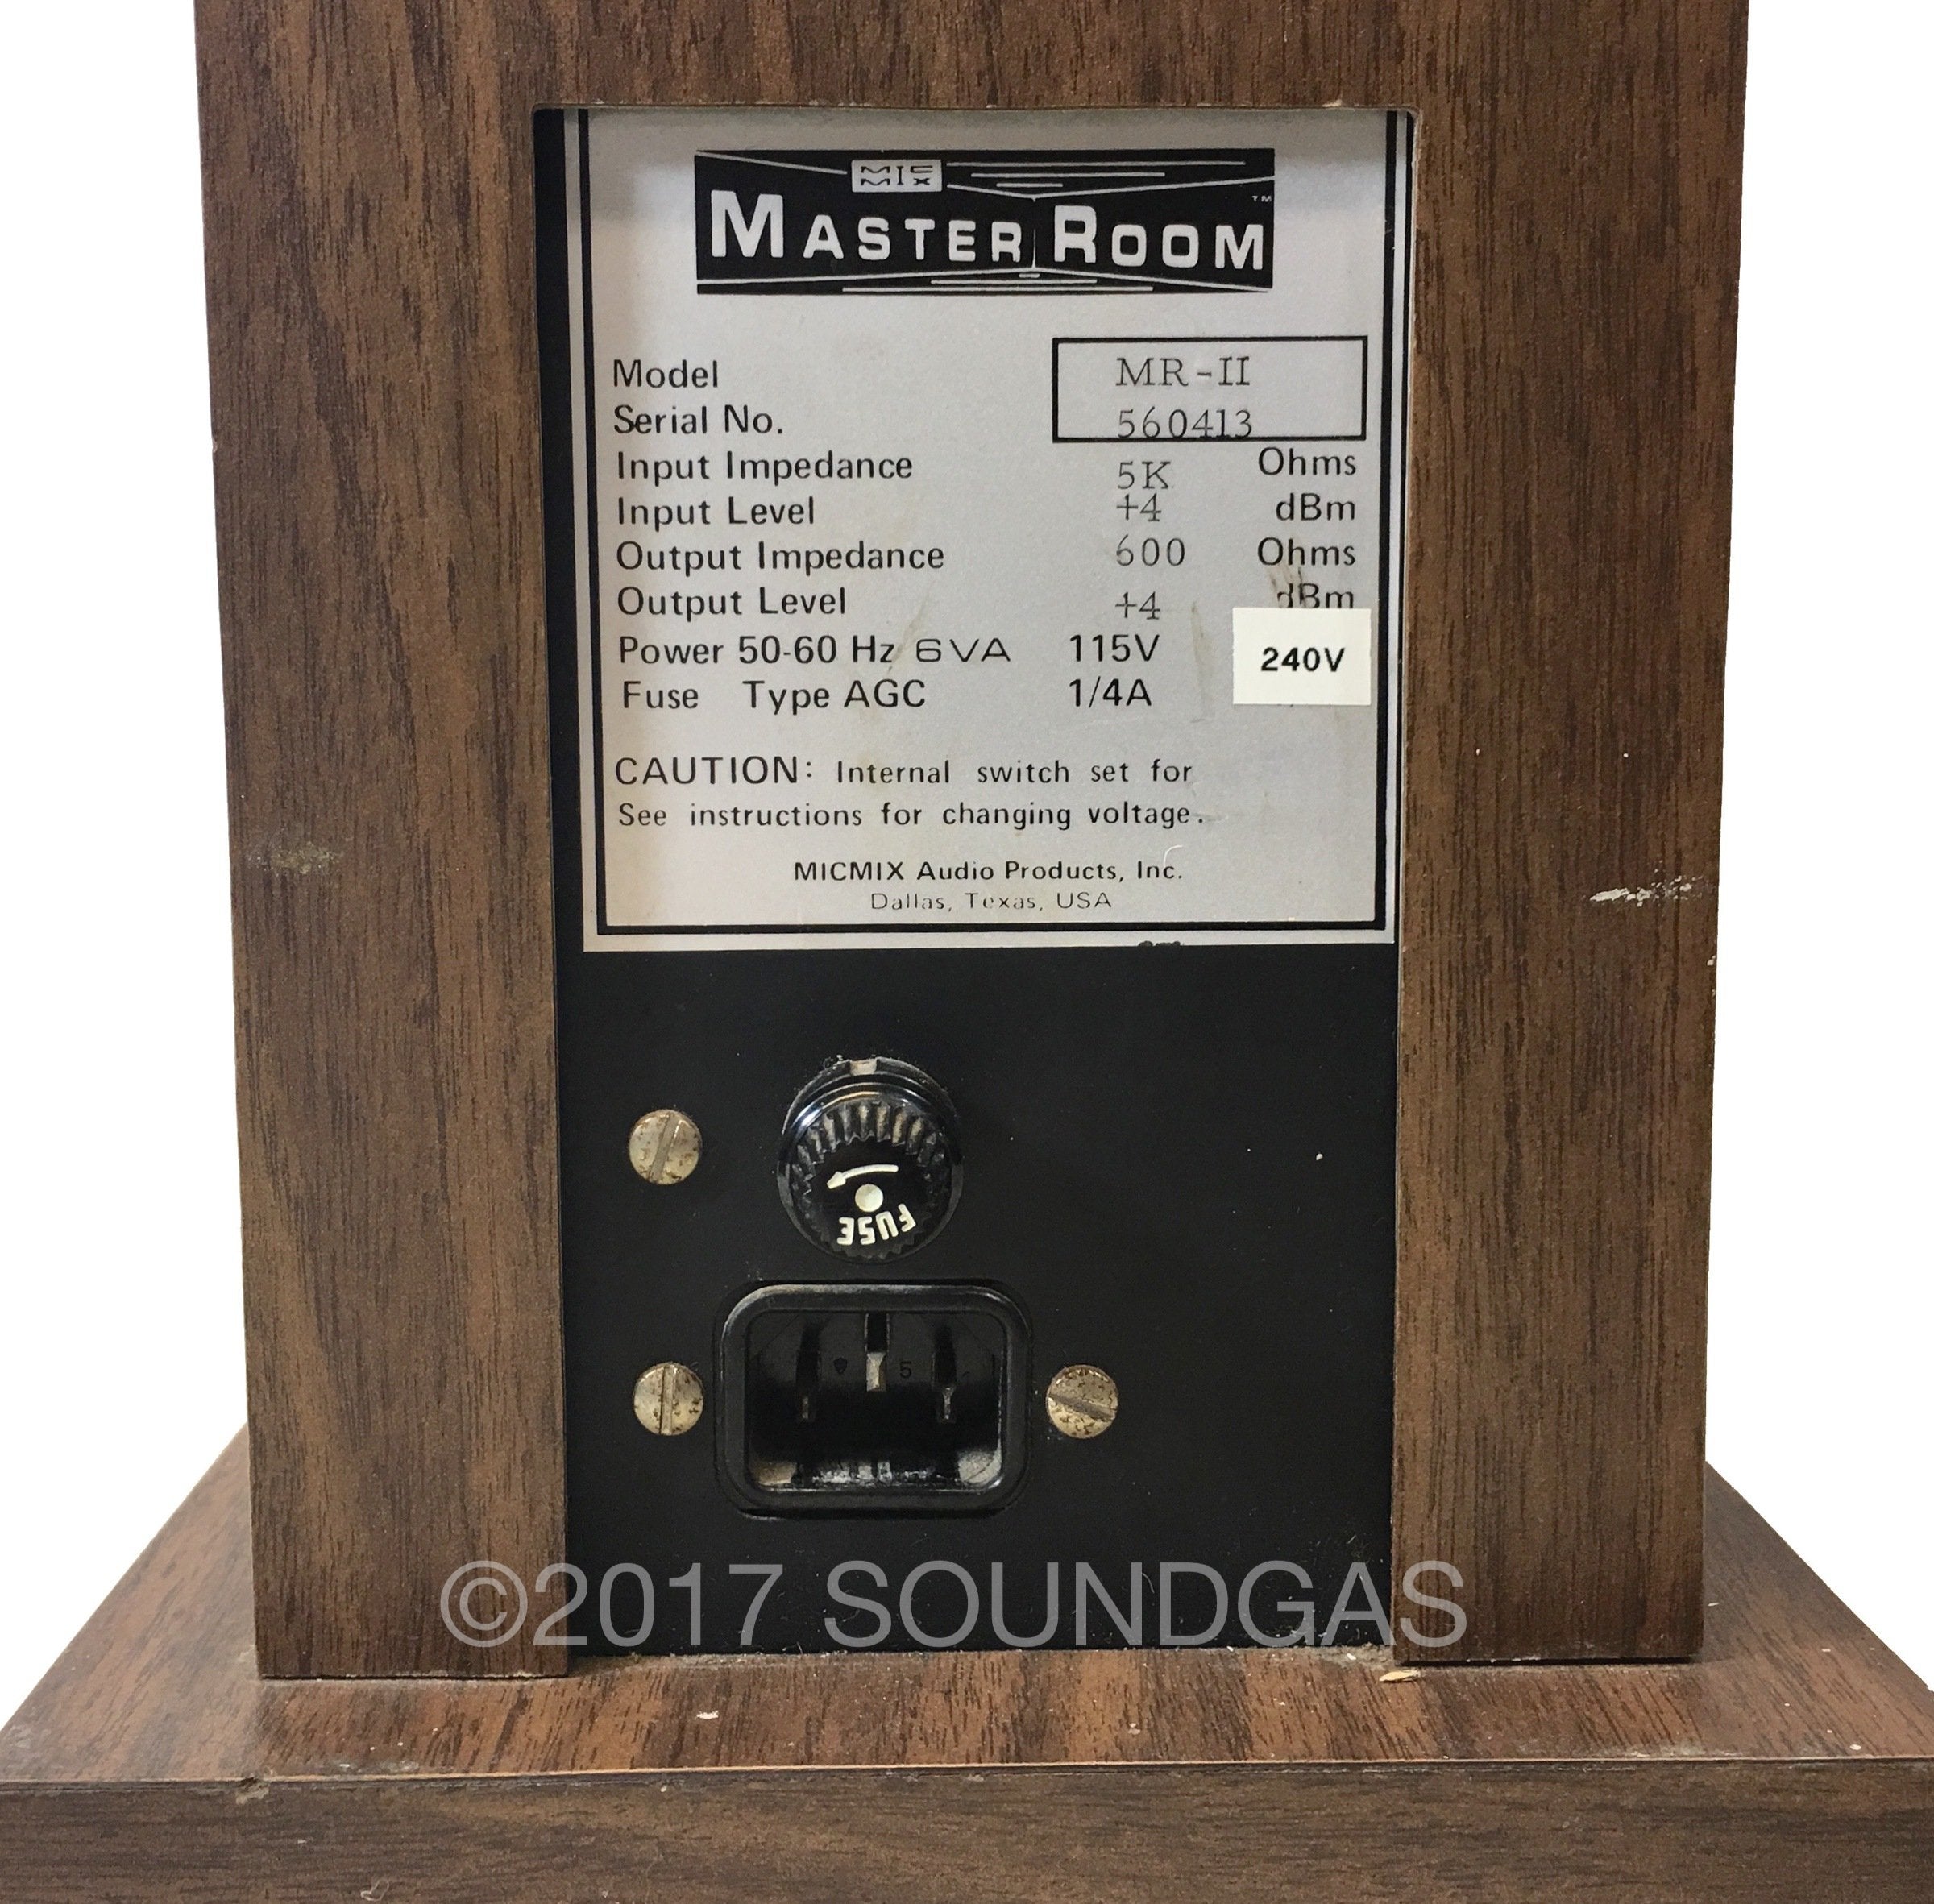 MIC
MIX
MASTER ROOM ™
Model MR-II
Serial No. 560413
Input Impedance 5K Ohms
Input Level +4 dBm
Output Impedance 600 Ohms
Output Level +4 dBm
Power 50-60 Hz 6VA 115V 240V
Fuse Type AGC 1/4A
CAUTION: Internal switch set for
See instructions for changing voltage.
MICMIX Audio Products, Inc.
Dallas, Texas, USA
FUSE
5
©2017 SOUNDGAS